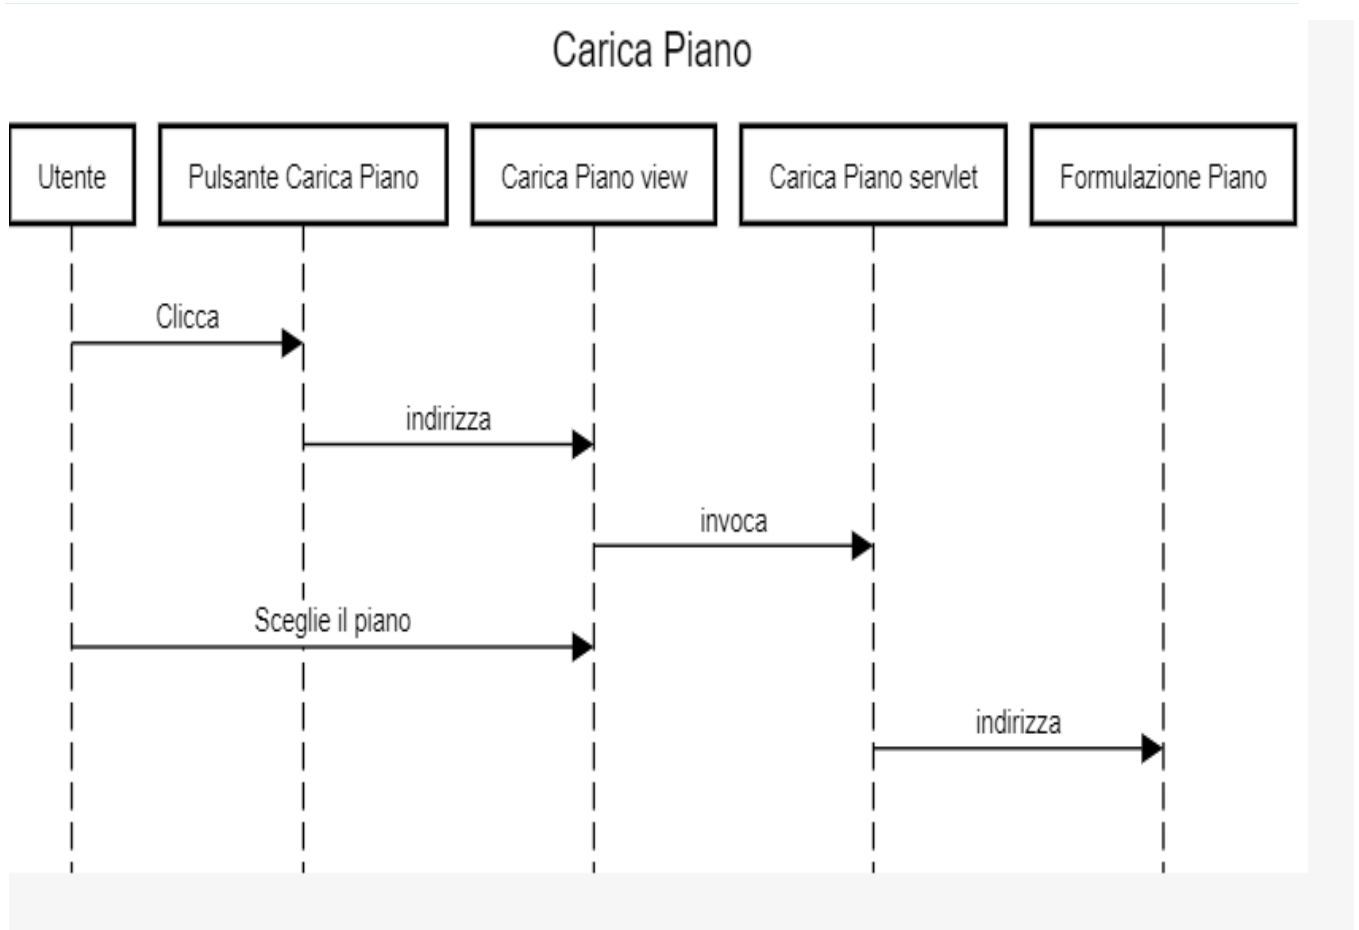 Carica Piano
Utente
Pulsante Carica Piano
Carica Piano view
Carica Piano servlet
Formulazione Piano
Clicca
indirizza
invoca
Sceglie il piano
indirizza